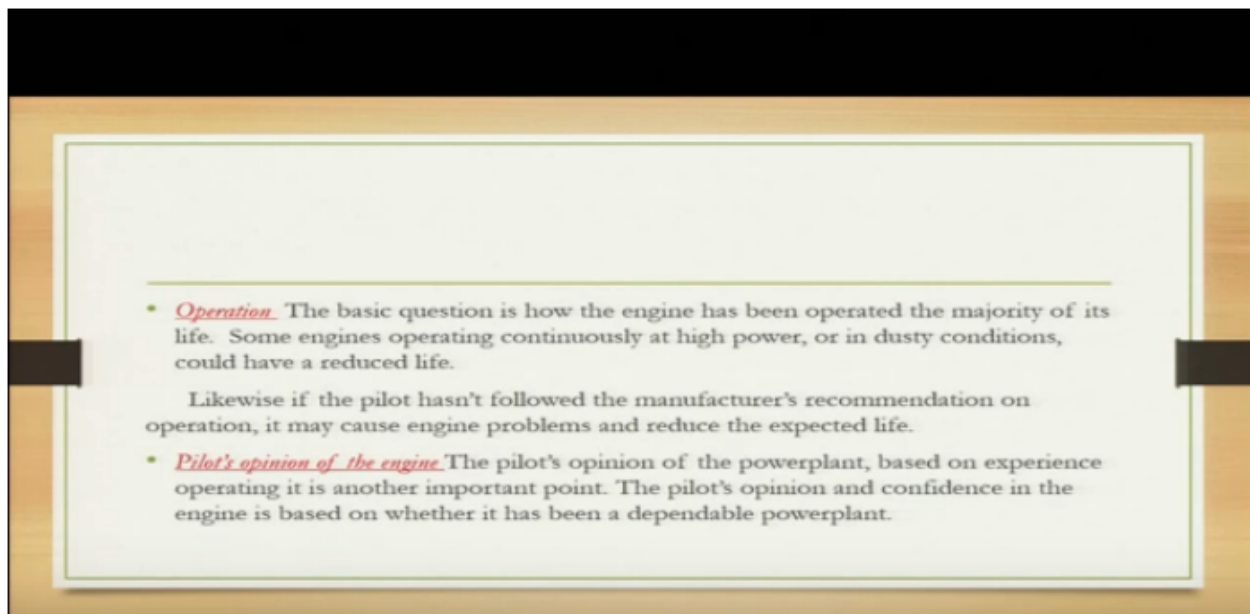 • Operation The basic question is how the engine has been operated the majority of its
life. Some engines operating continuously at high power, or in dusty conditions,
could have a reduced life.
Likewise if the pilot hasn't followed the manufacturer's recommendation on
operation, it may cause engine problems and reduce the expected life.
• Pilot's opinion of the engine The pilot's opinion of the powerplant, based on experience
operating it is another important point. The pilot's opinion and confidence in the
engine is based on whether it has been a dependable powerplant.